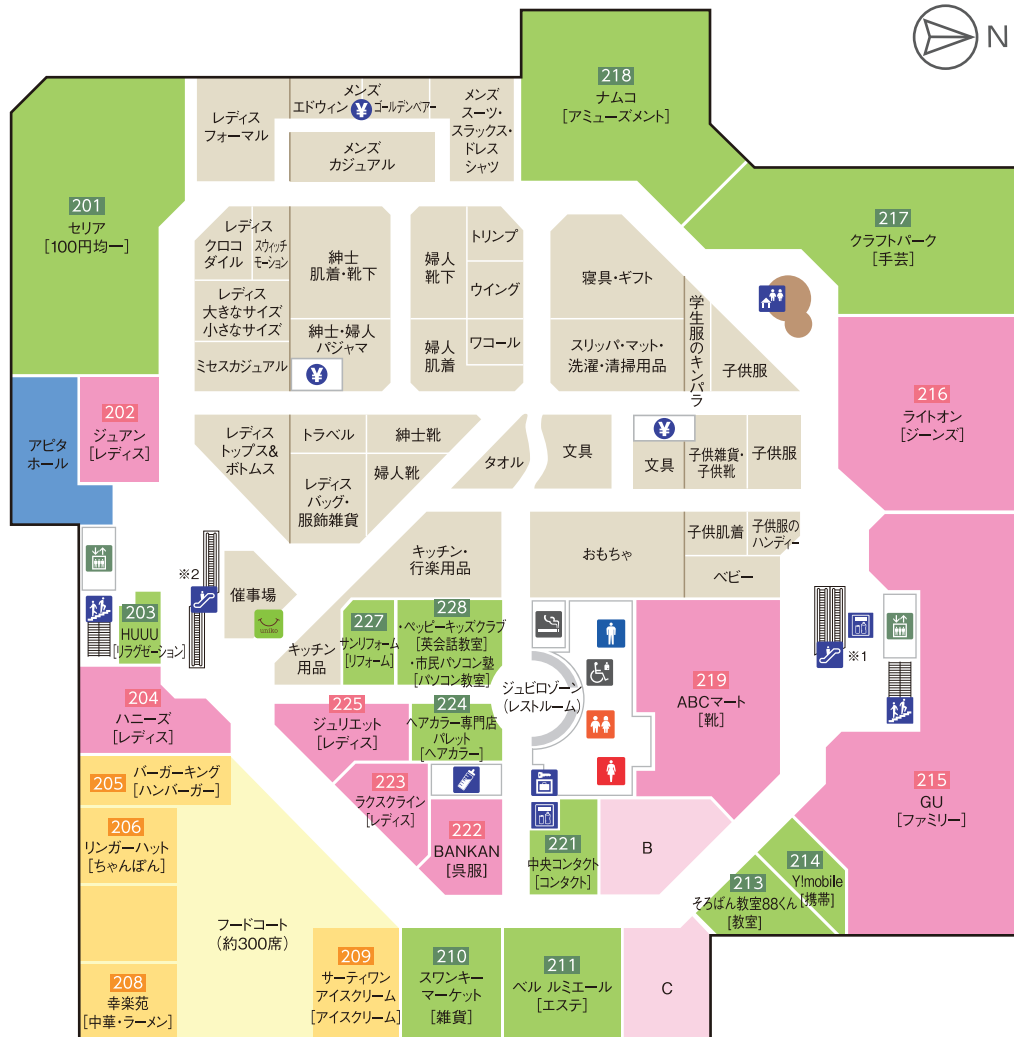 N
218
ナムコ
[アミューズメント]
レディス
フォーマル
メンズ
エドウィン
¥
ゴールデンベアー
メンズ
カジュアル
メンズ
スーツ・
スラックス・
ドレス
シャツ
201
セリア
[100円均一]
217
クラフトパーク
[手芸]
レディス
クロコ
ダイル
スウィッチ
モーション
紳士
肌着・靴下
婦人
靴下
トリンプ
ウイング
寝具・ギフト
学生服のキンパラ
レディス
大きなサイズ
小さなサイズ
紳士・婦人
パジャマ
婦人
肌着
ワコール
スリッパ・マット・
洗濯・清掃用品
子供服
ミセスカジュアル
¥
216
ライトオン
[ジーンズ]
アピタ
ホール
202
ジュアン
[レディス]
レディス
トップス&
ボトムス
トラベル
紳士靴
レディス
バッグ・
服飾雑貨
婦人靴
タオル
文具
¥
文具
子供雑貨・
子供靴
子供服
キッチン・
行楽用品
おもちゃ
子供肌着
子供服の
ハンディー
ベビー
※2
催事場
uniko
203
HUUU
[リラグゼーション]
キッチン
用品
227
サンリフォーム
[リフォーム]
228
・ペッピーキッズクラブ
[英会話教室]
・市民パソコン塾
[パソコン教室]
ジュビロゾーン
(レストルーム)
219
ABCマート
[靴]
※1
204
ハニーズ
[レディス]
225
ジュリエット
[レディス]
224
ヘアカラー専門店
パレット
[ヘアカラー]
205
バーガーキング
[ハンバーガー]
223
ラクスクライン
[レディス]
215
GU
[ファミリー]
206
リンガーハット
[ちゃんぽん]
222
BANKAN
[呉服]
221
中央コンタクト
[コンタクト]
B
214
Y!mobile
[携帯]
213
そろばん教室88くん
[教室]
フードコート
(約300席)
208
幸楽苑
[中華・ラーメン]
209
サーティワン
アイスクリーム
[アイスクリーム]
210
スワンキー
マーケット
[雑貨]
211
ベル ルミエール
[エステ]
C